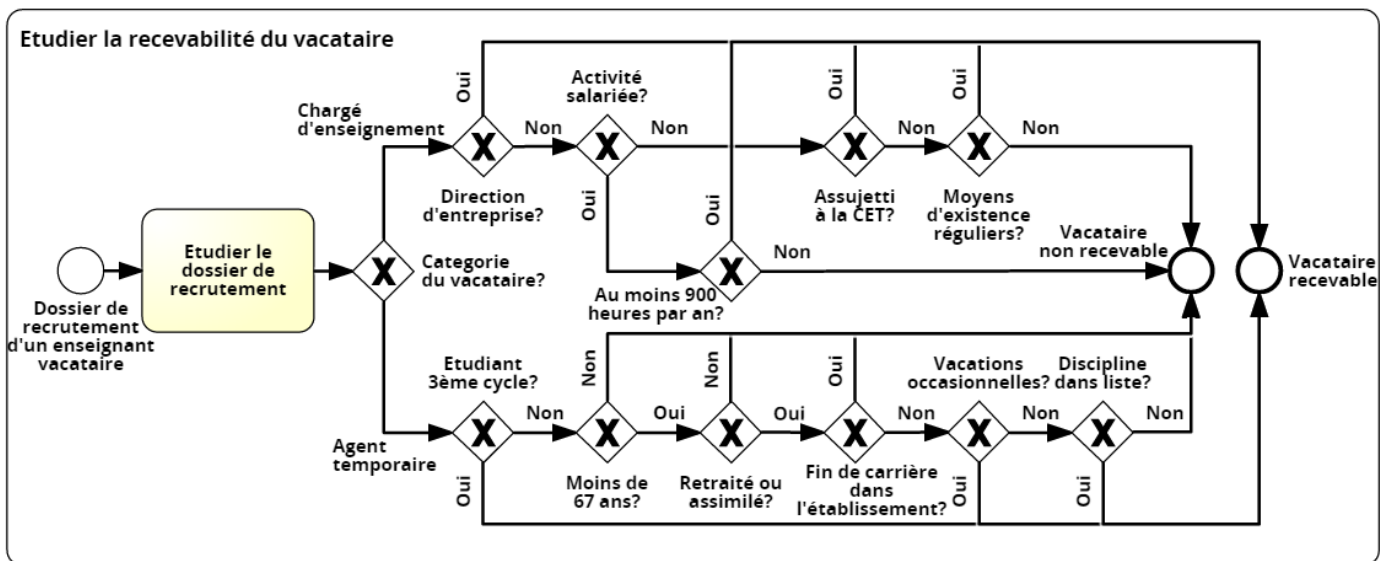 Etudier la recevabilité du vacataire
Oui
Activité
salariée?
Oui
Oui
Chargé
d'enseignement
Non
Non
Non
Non
Direction
d'entreprise?
Oui
Oui
Assujetti
à la CET?
Moyens
d'existence
réguliers?
Etudier le
dossier de
recrutement
Categorie
du vacataire?
Non
Vacataire
non recevable
Vacataire
recevable
Dossier de
recrutement
d'un enseignant
vacataire
Au moins 900
heures par an?
Etudiant
3ème cycle?
Non
Non
Oui
Vacations
occasionnelles?
Discipline
dans liste?
Non
Oui
Oui
Non
Non
Non
Agent
temporaire
Oui
Moins de
67 ans?
Retraité ou
assimilé?
Fin de carrière
dans
l'établissement?
Oui
Oui